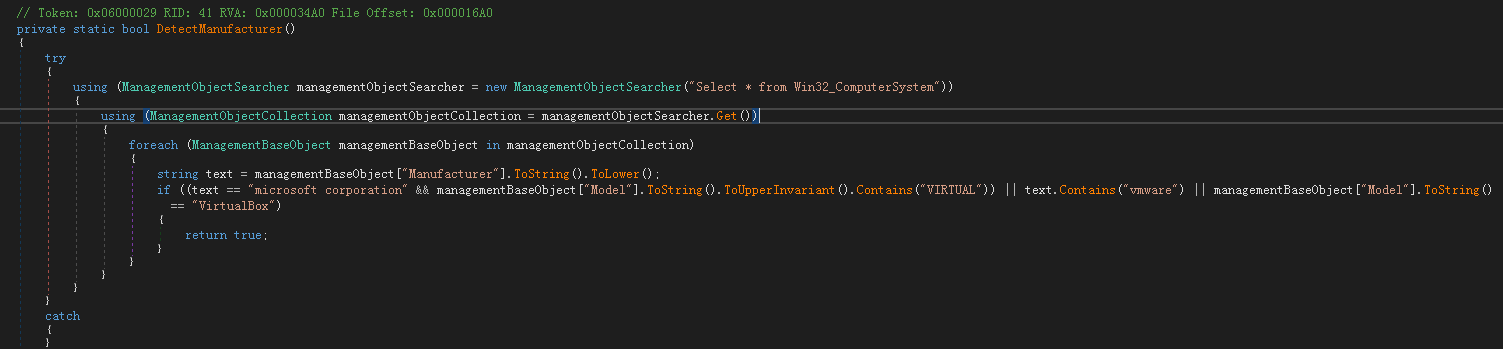 // Token: 0x06000029 RID: 41 RVA: 0x000034A0 File Offset: 0x000016A0
private static bool DetectManufacturer()
{
try
{
using (ManagementObjectSearcher managementObjectSearcher = new ManagementObjectSearcher("Select * from Win32_ComputerSystem"))
{
using (ManagementObjectCollection managementObjectCollection = managementObjectSearcher.Get())
{
foreach (ManagementBaseObject managementBaseObject in managementObjectCollection)
{
string text = managementBaseObject["Manufacturer"].ToString().ToLower();
if ((text == "microsoft corporation" && managementBaseObject["Model"].ToString().ToUpperInvariant().Contains("VIRTUAL")) || text.Contains("vmware") || managementBaseObject["Model"].ToString()
== "VirtualBox")
{
return true;
}
}
}
}
}
catch
{
}